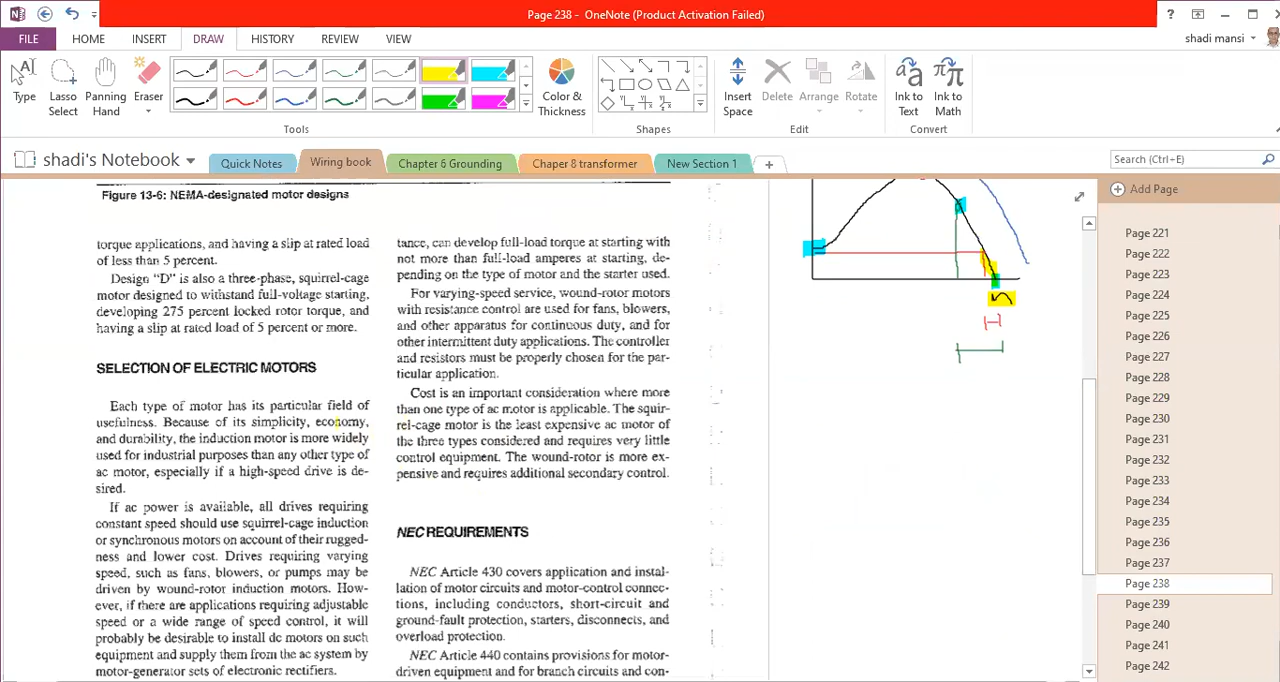 Page 238 - OneNote (Product Activation Failed)
?
FILE
HOME
INSERT
DRAW
HISTORY
REVIEW
VIEW
shadi mansi
Type
Lasso Select
Panning Hand
Eraser
Color & Thickness
Insert Space
Delete
Arrange
Rotate
Ink to Text
Ink to Math
Tools
Shapes
Edit
Convert
shadi's Notebook
Quick Notes
Wiring book
Chapter 6 Grounding
Chaper 8 transformer
New Section 1
Search (Ctrl+E)
Figure 13-6: NEMA-designated motor designs
torque applications, and having a slip at rated load
of less than 5 percent.
Design "D" is also a three-phase, squirrel-cage
motor designed to withstand full-voltage starting,
developing 275 percent locked rotor torque, and
having a slip at rated load of 5 percent or more.
SELECTION OF ELECTRIC MOTORS
Each type of motor has its particular field of
usefulness. Because of its simplicity, economy,
and durability, the induction motor is more widely
used for industrial purposes than any other type of
ac motor, especially if a high-speed drive is de-
sired.
If ac power is available, all drives requiring
constant speed should use squirrel-cage induction
or synchronous motors on account of their rugged-
ness and lower cost. Drives requiring varying
speed, such as fans, blowers, or pumps may be
driven by wound-rotor induction motors. How-
ever, if there are applications requiring adjustable
speed or a wide range of speed control, it will
probably be desirable to install dc motors on such
equipment and supply them from the ac system by
motor-generator sets of electronic rectifiers.
tance, can develop full-load torque at starting with
not more than full-load amperes at starting, de-
pending on the type of motor and the starter used.
For varying-speed service, wound-rotor motors
with resistance control are used for fans, blowers,
and other apparatus for continuous duty, and for
other intermittent duty applications. The controller
and resistors must be properly chosen for the par-
ticular application.
Cost is an important consideration where more
than one type of ac motor is applicable. The squir-
rel-cage motor is the least expensive ac motor of
the three types considered and requires very little
control equipment. The wound-rotor is more ex-
pensive and requires additional secondary control.
NEC REQUIREMENTS
NEC Article 430 covers application and instal-
lation of motor circuits and motor-control connec-
tions, including conductors, short-circuit and
ground-fault protection, starters, disconnects, and
overload protection.
NEC Article 440 contains provisions for motor-
driven equipment and for branch circuits and con-
Add Page
Page 221
Page 222
Page 223
Page 224
Page 225
Page 226
Page 227
Page 228
Page 229
Page 230
Page 231
Page 232
Page 233
Page 234
Page 235
Page 236
Page 237
Page 238
Page 239
Page 240
Page 241
Page 242